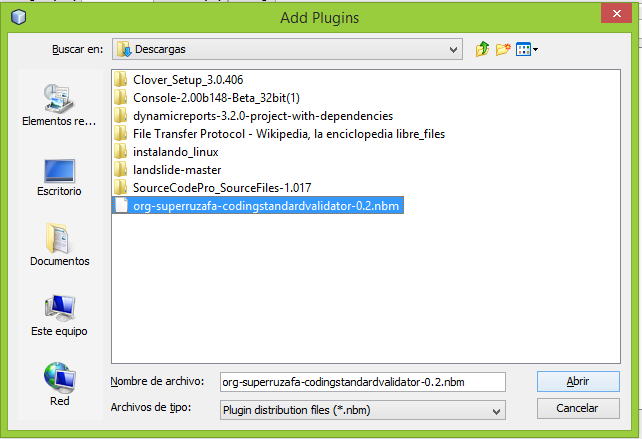 Add Plugins
Buscar en:
Descargas
Elementos re...
Escritorio
Documentos
Este equipo
Red
Clover_Setup_3.0.406
Console-2.00b148-Beta_32bit(1)
dynamicreports-3.2.0-project-with-dependencies
File Transfer Protocol - Wikipedia, la enciclopedia libre_files
instalando_linux
landslide-master
SourceCodePro_SourceFiles-1.017
org-superruzafa-codingstandardvalidator-0.2.nbm
Nombre de archivo:
org-superruzafa-codingstandardvalidator-0.2.nbm
Abrir
Archivos de tipo:
Plugin distribution files (*.nbm)
Cancelar